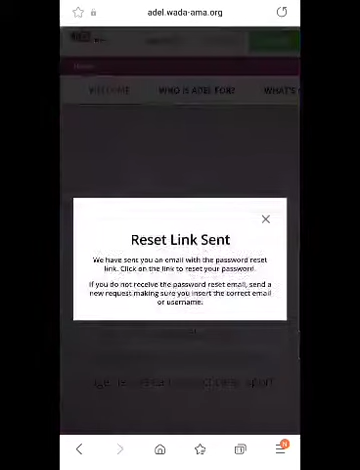 adel.wada-ama.org
WELCOME WHO IS ADEL FOR? WHAT'S
Reset Link Sent
We have sent you an email with the password reset
link. Click on the link to reset your password.
If you do not receive the password reset email, send a
new request making sure you insert the correct email
or username.
sport